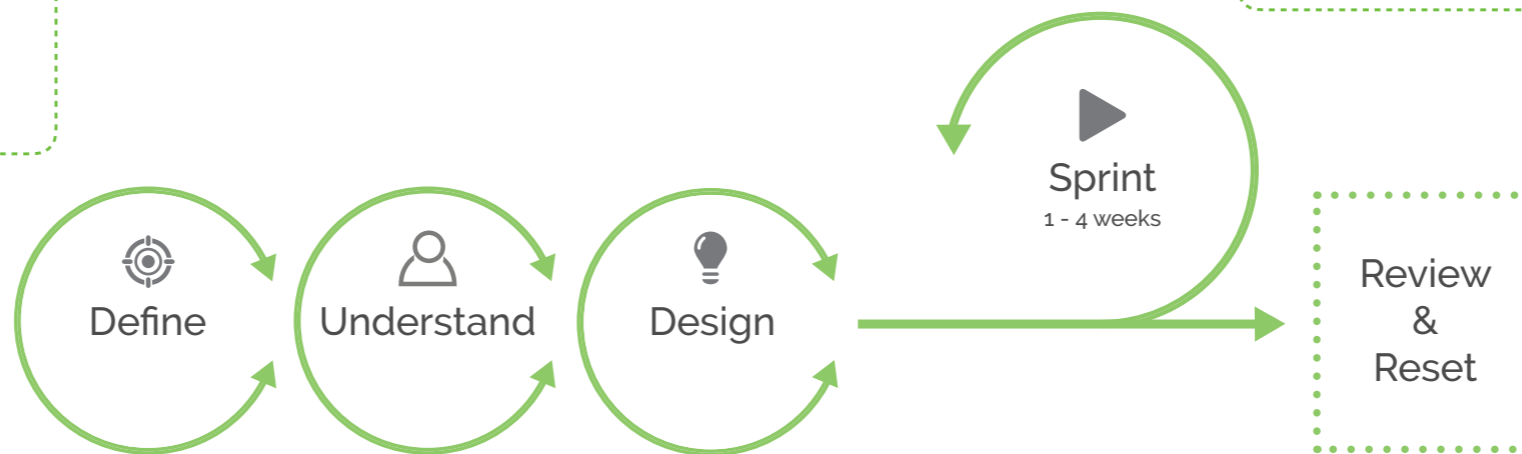 Define
Understand
Design
Sprint
1 - 4 weeks
Review
&
Reset